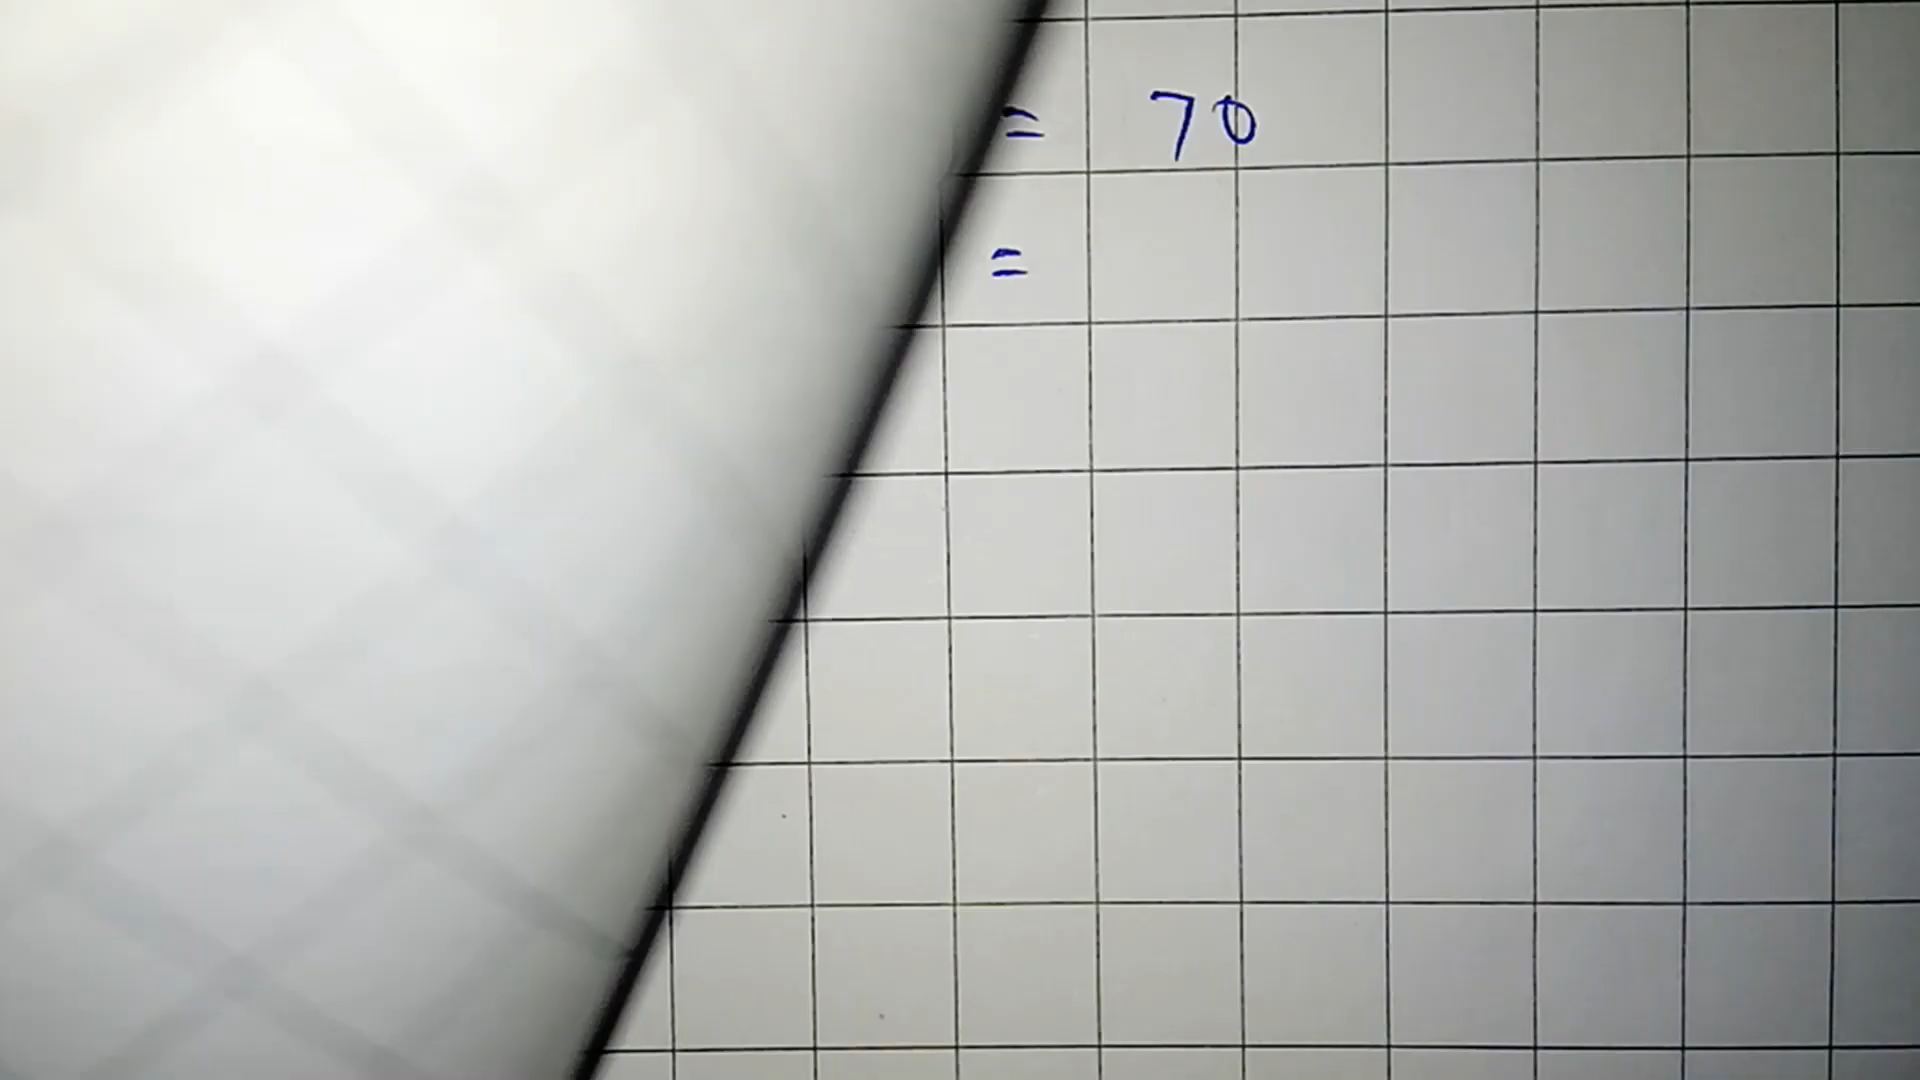 = 70
=